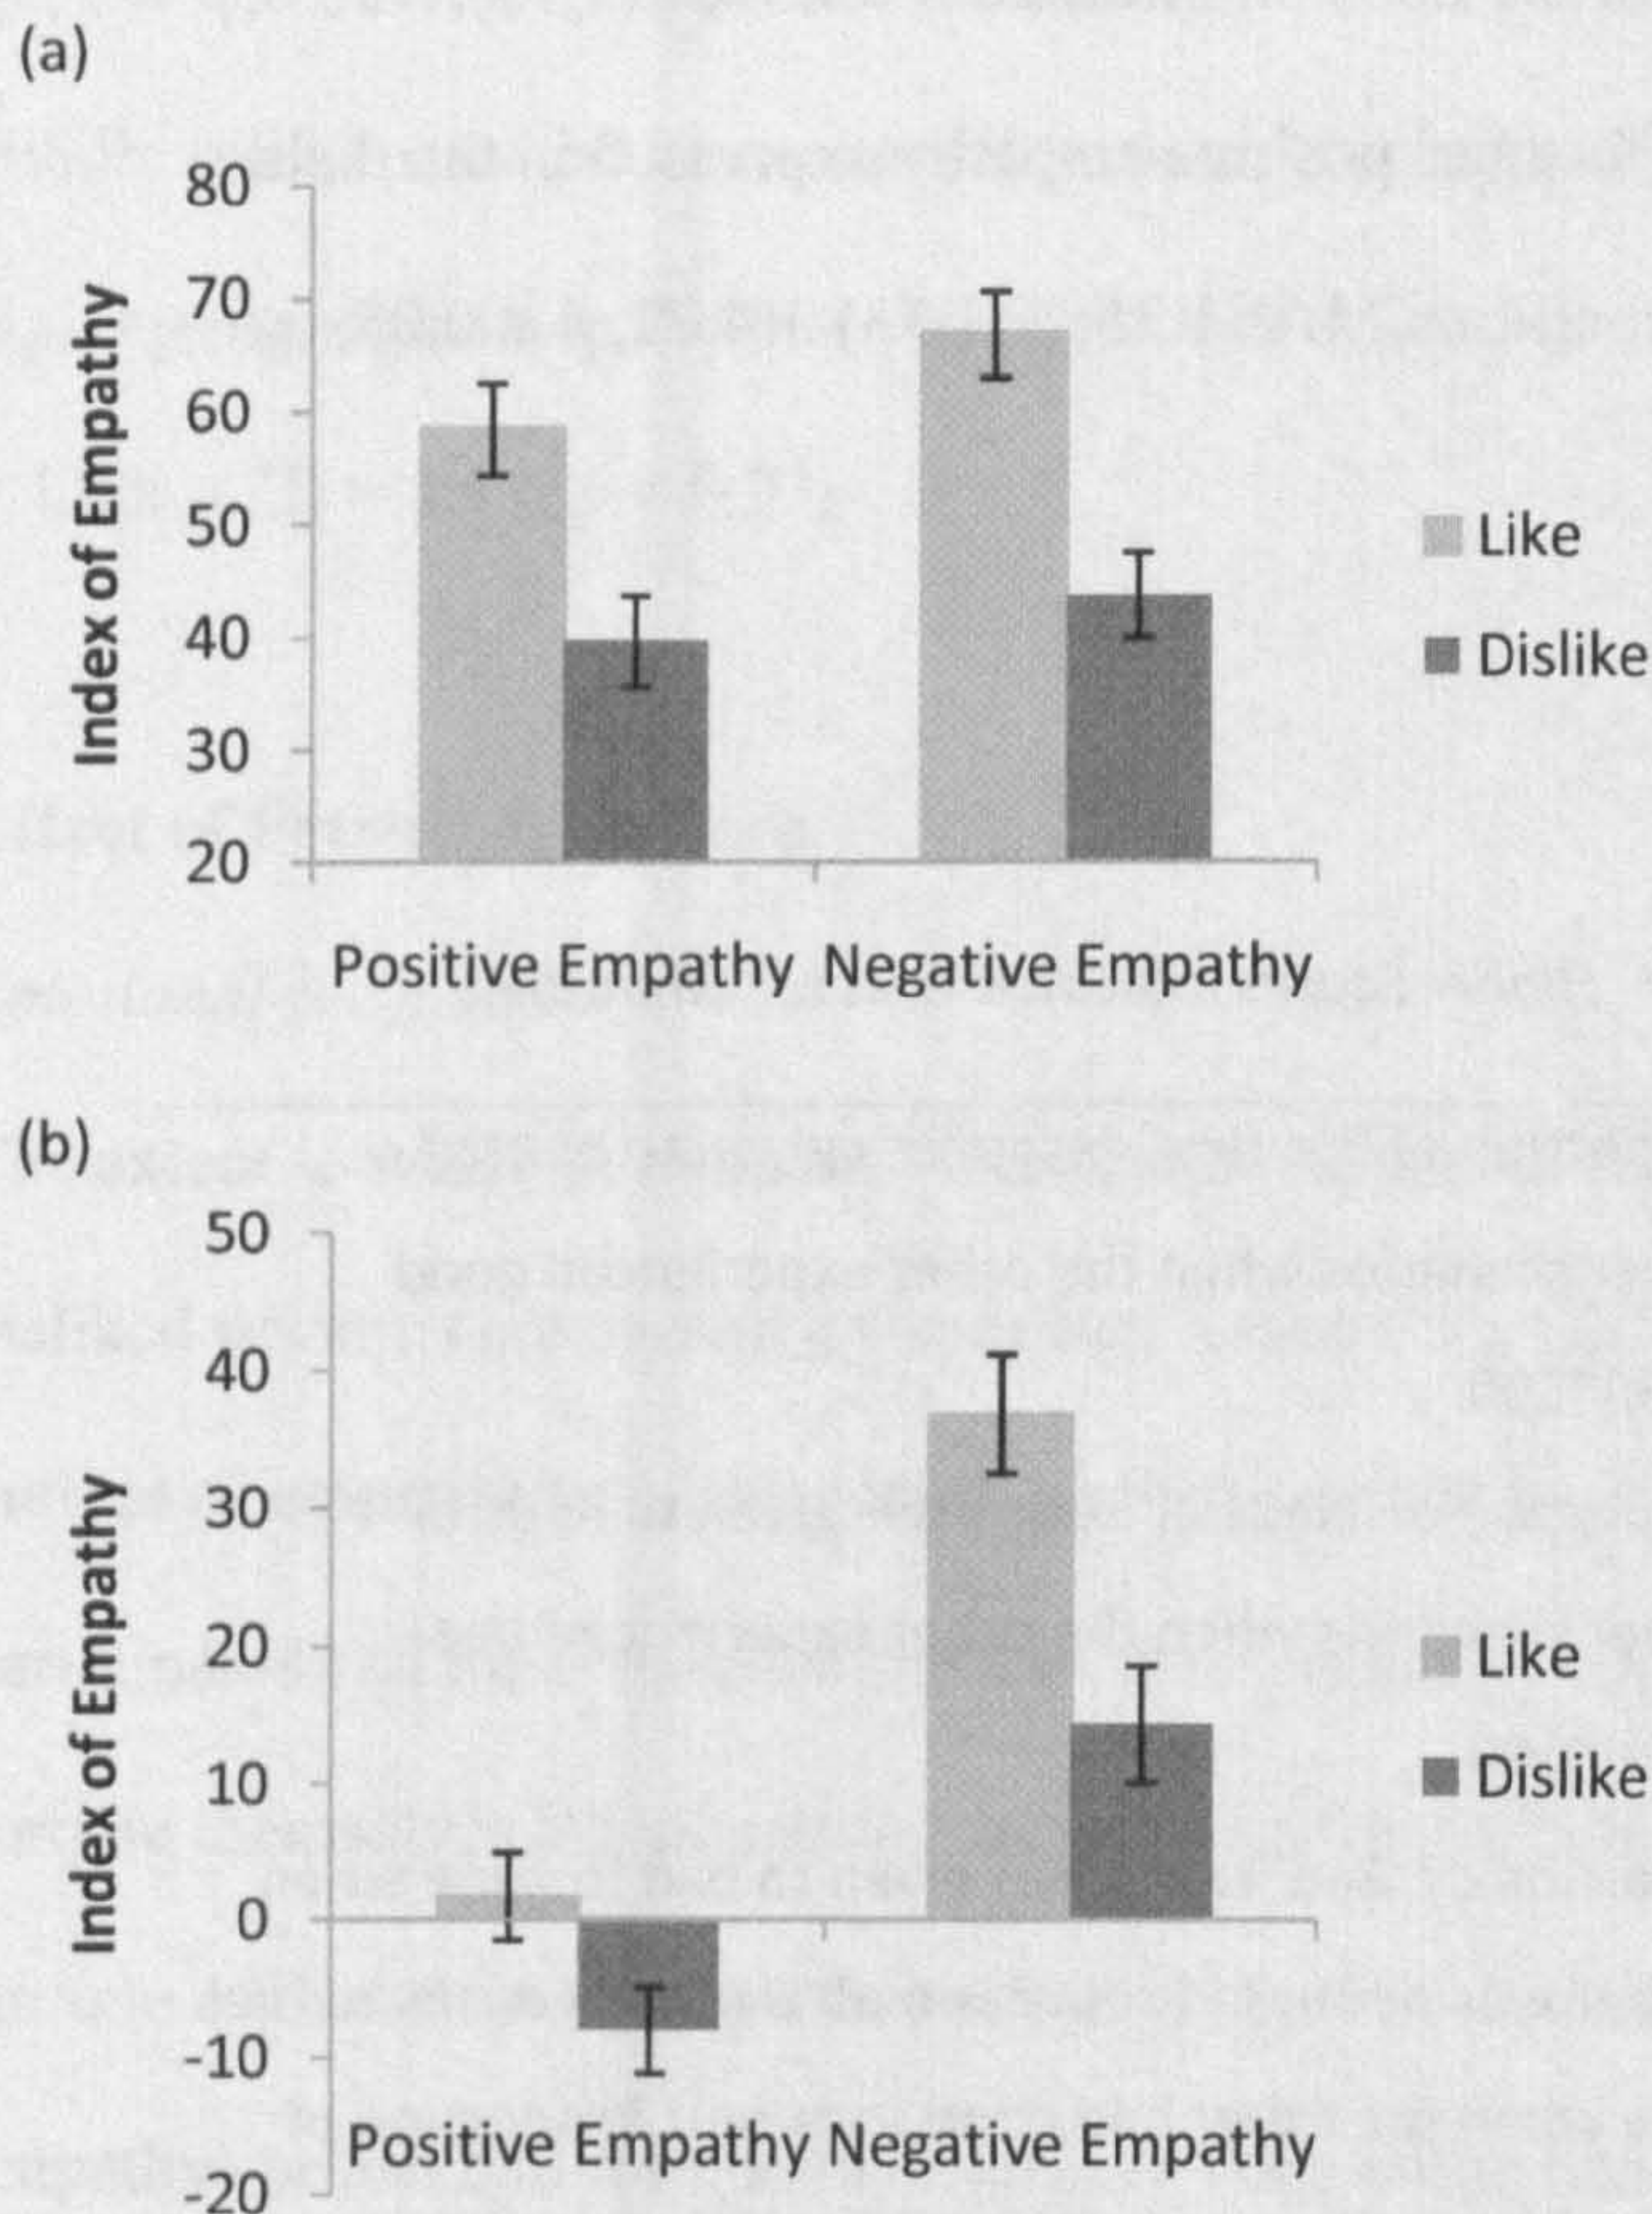 (a)
80
70
60
50
40
30
20
Index of Empathy
Positive Empathy Negative Empathy
Like
Dislike
(b)
50
40
30
20
10
0
-10
-20
Index of Empathy
Positive Empathy Negative Empathy
Like
Dislike